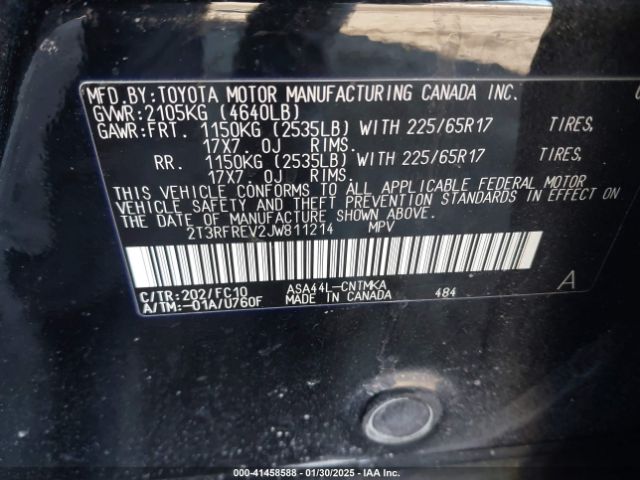 MFD.BY:TOYOTA MOTOR MANUFACTURING CANADA INC.
GVWR:2105KG (4640LB)
GAWR:FRT. 1150KG (2535LB) WITH 225/65R17 TIRES,
17X7.0J RIMS.
RR. 1150KG (2535LB) WITH 225/65R17 TIRES,
17X7.0J RIMS.
THIS VEHICLE CONFORMS TO ALL APPLICABLE FEDERAL MOTOR
VEHICLE SAFETY AND THEFT PREVENTION STANDARDS IN EFFECT ON
THE DATE OF MANUFACTURE SHOWN ABOVE.
2T3RFREV2JW811214 MPV
C/TR:202/FC10 ASA44L-CNTMKA A
A/TM:-01A/U760F MADE IN CANADA 484
000-41458588 - 01/30/2025 - IAA Inc.